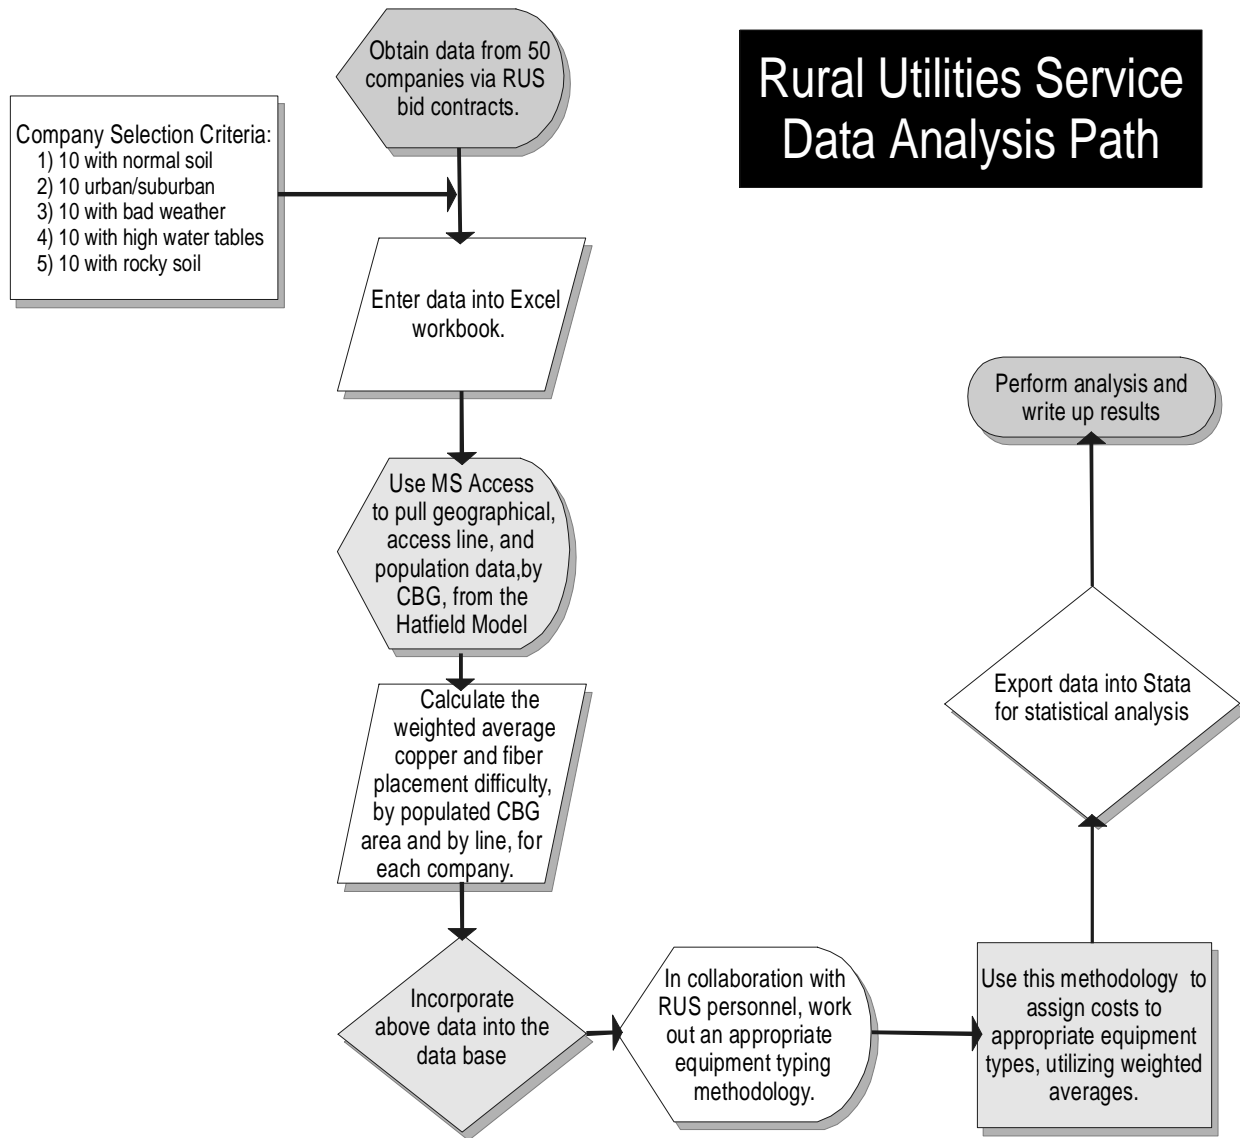 Rural Utilities Service
Data Analysis Path
Obtain data from 50
companies via RUS
bid contracts.
Company Selection Criteria:
1) 10 with normal soil
2) 10 urban/suburban
3) 10 with bad weather
4) 10 with high water tables
5) 10 with rocky soil
Enter data into Excel
workbook.
Use MS Access
to pull geographical,
access line, and
population data,by
CBG, from the
Hatfield Model
Calculate the
weighted average
copper and fiber
placement difficulty,
by populated CBG
area and by line, for
each company.
Incorporate
above data into the
data base
In collaboration with
RUS personnel, work
out an appropriate
equipment typing
methodology.
Use this methodology to
assign costs to
appropriate equipment
types, utilizing weighted
averages.
Export data into Stata
for statistical analysis
Perform analysis and
write up results